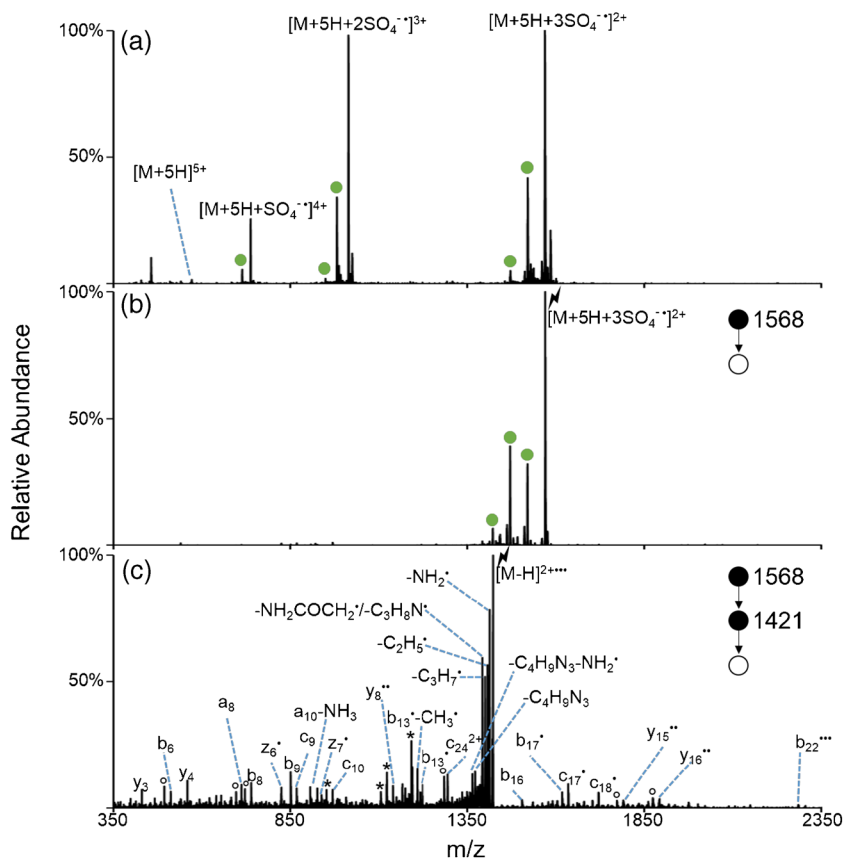 Relative Abundance
(a)
100%
50%
[M+5H]5+
[M+5H+SO4-•]4+
[M+5H+2SO4-•]3+
[M+5H+3SO4-•]2+
(b)
100%
50%
[M+5H+3SO4-•]2+
1568
(c)
100%
50%
[M-H]2+•••
1568
1421
-NH2•
-NH2COCH2•/-C3H8N•
-C2H5•
-C3H7•
-C4H9N3-NH2•
-C4H9N3
y3
b6
y4
a8
b8
z6•
b9
c9
a10-NH3
z7•
c10
y8••
b13•-CH3•
b13•
c24 2+
b16
b17•
c17•
c18•
y15••
y16••
b22•••
*
*
*
*
350
850
1350
1850
2350
m/z